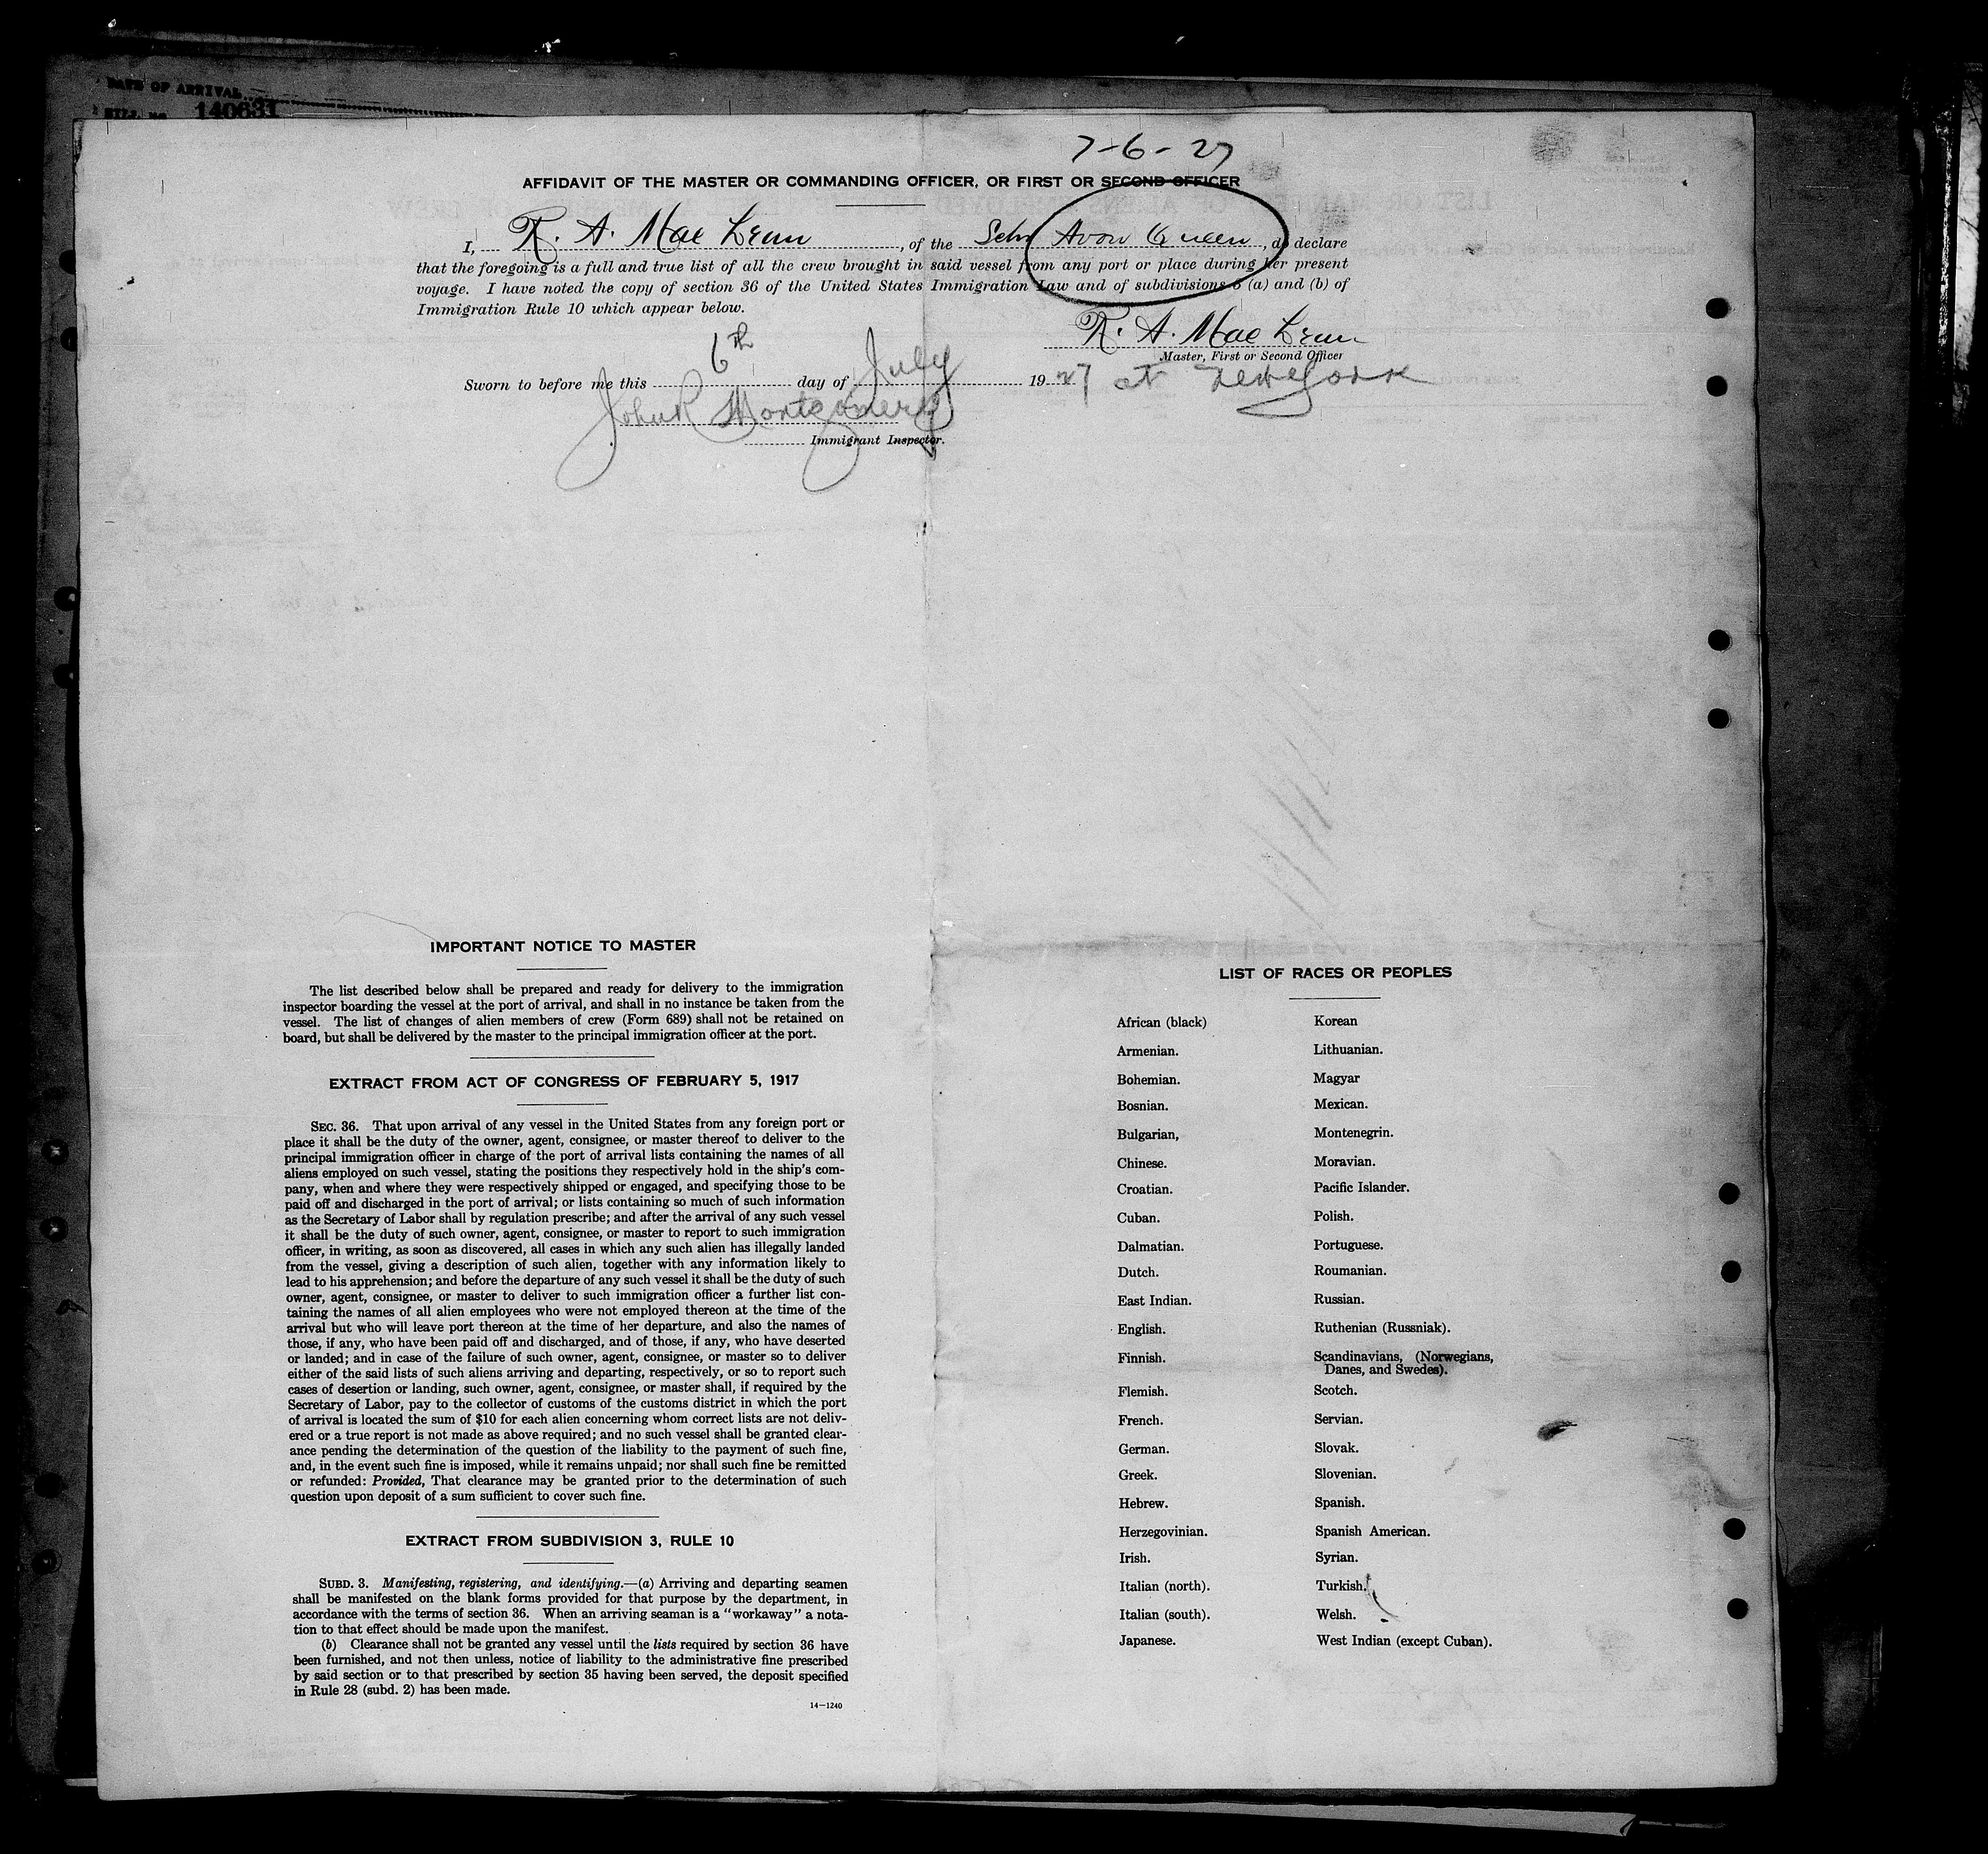 DATE OF ARRIVAL
140631
7-6-27
AFFIDAVIT OF THE MASTER OR COMMANDING OFFICER, OR FIRST OR SECOND OFFICER
I, R. A. Mac Lean, of the Schr Avon Queen, do declare
that the foregoing is a full and true list of all the crew brought in said vessel from any port or place during her present
voyage. I have noted the copy of section 36 of the United States Immigration Law and of subdivisions 3 (a) and (b) of
Immigration Rule 10 which appear below.
R. A. Mac Lean
Master, First or Second Officer
Sworn to before me this 6th day of July 1927 at New York
John R Montgomery
Immigrant Inspector.
IMPORTANT NOTICE TO MASTER
The list described below shall be prepared and ready for delivery to the immigration
inspector boarding the vessel at the port of arrival, and shall in no instance be taken from the
vessel. The list of changes of alien members of crew (Form 689) shall not be retained on
board, but shall be delivered by the master to the principal immigration officer at the port.
EXTRACT FROM ACT OF CONGRESS OF FEBRUARY 5, 1917
SEC. 36. That upon arrival of any vessel in the United States from any foreign port or
place it shall be the duty of the owner, agent, consignee, or master thereof to deliver to the
principal immigration officer in charge of the port of arrival lists containing the names of all
aliens employed on such vessel, stating the positions they respectively hold in the ship's com-
pany, when and where they were respectively shipped or engaged, and specifying those to be
paid off and discharged in the port of arrival; or lists containing so much of such information
as the Secretary of Labor shall by regulation prescribe; and after the arrival of any such vessel
it shall be the duty of such owner, agent, consignee, or master to report to such immigration
officer, in writing, as soon as discovered, all cases in which any such alien has illegally landed
from the vessel, giving a description of such alien, together with any information likely to
lead to his apprehension; and before the departure of any such vessel it shall be the duty of such
owner, agent, consignee, or master to deliver to such immigration officer a further list con-
taining the names of all alien employees who were not employed thereon at the time of the
arrival but who will leave port thereon at the time of her departure, and also the names of
those, if any, who have been paid off and discharged, and of those, if any, who have deserted
or landed; and in case of the failure of such owner, agent, consignee, or master so to deliver
either of the said lists of such aliens arriving and departing, respectively, or so to report such
cases of desertion or landing, such owner, agent, consignee, or master shall, if required by the
Secretary of Labor, pay to the collector of customs of the customs district in which the port
of arrival is located the sum of $10 for each alien concerning whom correct lists are not deliv-
ered or a true report is not made as above required; and no such vessel shall be granted clear-
ance pending the determination of the question of the liability to the payment of such fine,
and, in the event such fine is imposed, while it remains unpaid; nor shall such fine be remitted
or refunded: Provided, That clearance may be granted prior to the determination of such
question upon deposit of a sum sufficient to cover such fine.
EXTRACT FROM SUBDIVISION 3, RULE 10
SUBD. 3. Manifesting, registering, and identifying.—(a) Arriving and departing seamen
shall be manifested on the blank forms provided for that purpose by the department, in
accordance with the terms of section 36. When an arriving seaman is a "workaway" a nota-
tion to that effect should be made upon the manifest.
(b) Clearance shall not be granted any vessel until the lists required by section 36 have
been furnished, and not then unless, notice of liability to the administrative fine prescribed
by said section or to that prescribed by section 35 having been served, the deposit specified
in Rule 28 (subd. 2) has been made.
14—1240
LIST OF RACES OR PEOPLES
African (black)
Armenian.
Bohemian.
Bosnian.
Bulgarian,
Chinese.
Croatian.
Cuban.
Dalmatian.
Dutch.
East Indian.
English.
Finnish.
Flemish.
French.
German.
Greek.
Hebrew.
Herzegovinian.
Irish.
Italian (north).
Italian (south).
Japanese.
Korean
Lithuanian.
Magyar
Mexican.
Montenegrin.
Moravian.
Pacific Islander.
Polish.
Portuguese.
Roumanian.
Russian.
Ruthenian (Russniak).
Scandinavians, (Norwegians,
Danes, and Swedes).
Scotch.
Servian.
Slovak.
Slovenian.
Spanish.
Spanish American.
Syrian.
Turkish.
Welsh.
West Indian (except Cuban).